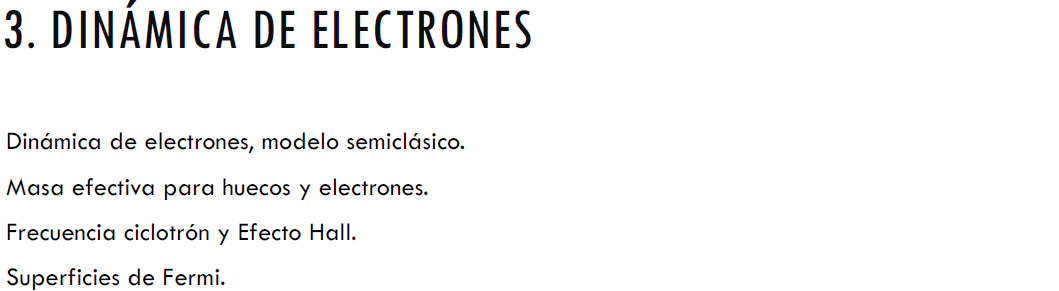 3. DINÁMICA DE ELECTRONES
Dinámica de electrones, modelo semiclásico.
Masa efectiva para huecos y electrones.
Frecuencia ciclotrón y Efecto Hall.
Superficies de Fermi.